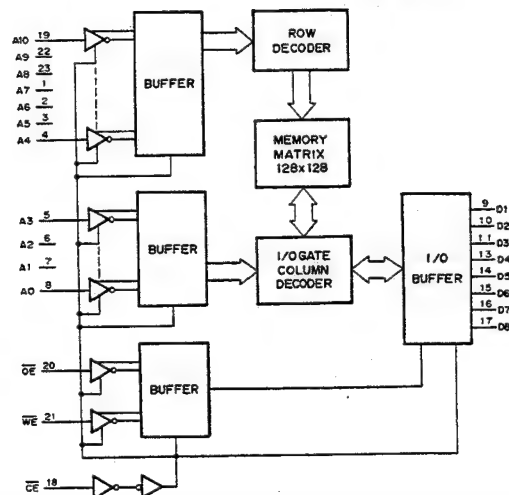 A10 19
A9 22
A8 23
A7 1
A6 2
A5 3
A4 4
BUFFER
ROW
DECODER
MEMORY
MATRIX
128x128
A3 5
A2 6
A1 7
A0 8
BUFFER
I/O GATE
COLUMN
DECODER
I/O
BUFFER
9 D1
10 D2
11 D3
13 D4
14 D5
15 D6
16 D7
17 D8
OE 20
WE 21
BUFFER
CE 18